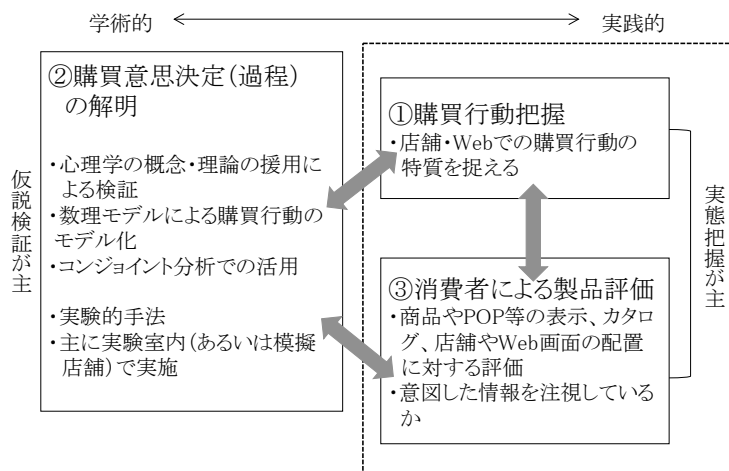 学術的
実践的
②購買意思決定(過程)
の解明
・心理学の概念・理論の援用に
よる検証
・数理モデルによる購買行動の
モデル化
・コンジョイント分析での活用
・実験的手法
・主に実験室内(あるいは模擬
店舗)で実施
仮説検証が主
①購買行動把握
・店舗・Webでの購買行動の
特質を捉える
③消費者による製品評価
・商品やPOP等の表示、カタロ
グ、店舗やWeb画面の配置
に対する評価
・意図した情報を注視している
か
実態把握が主